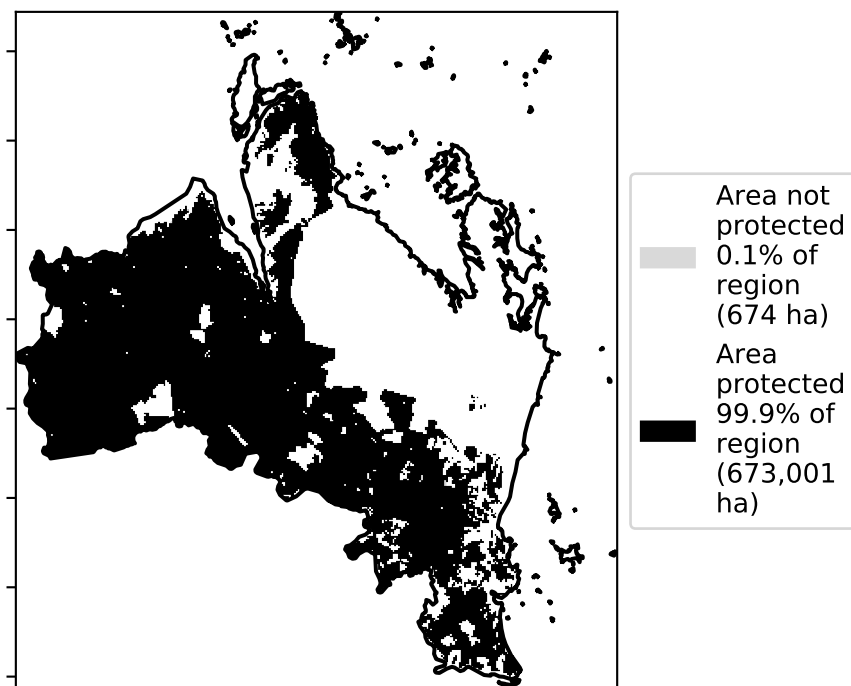 Area not
protected
0.1% of
region
(674 ha)
Area
protected
99.9% of
region
(673,001
ha)